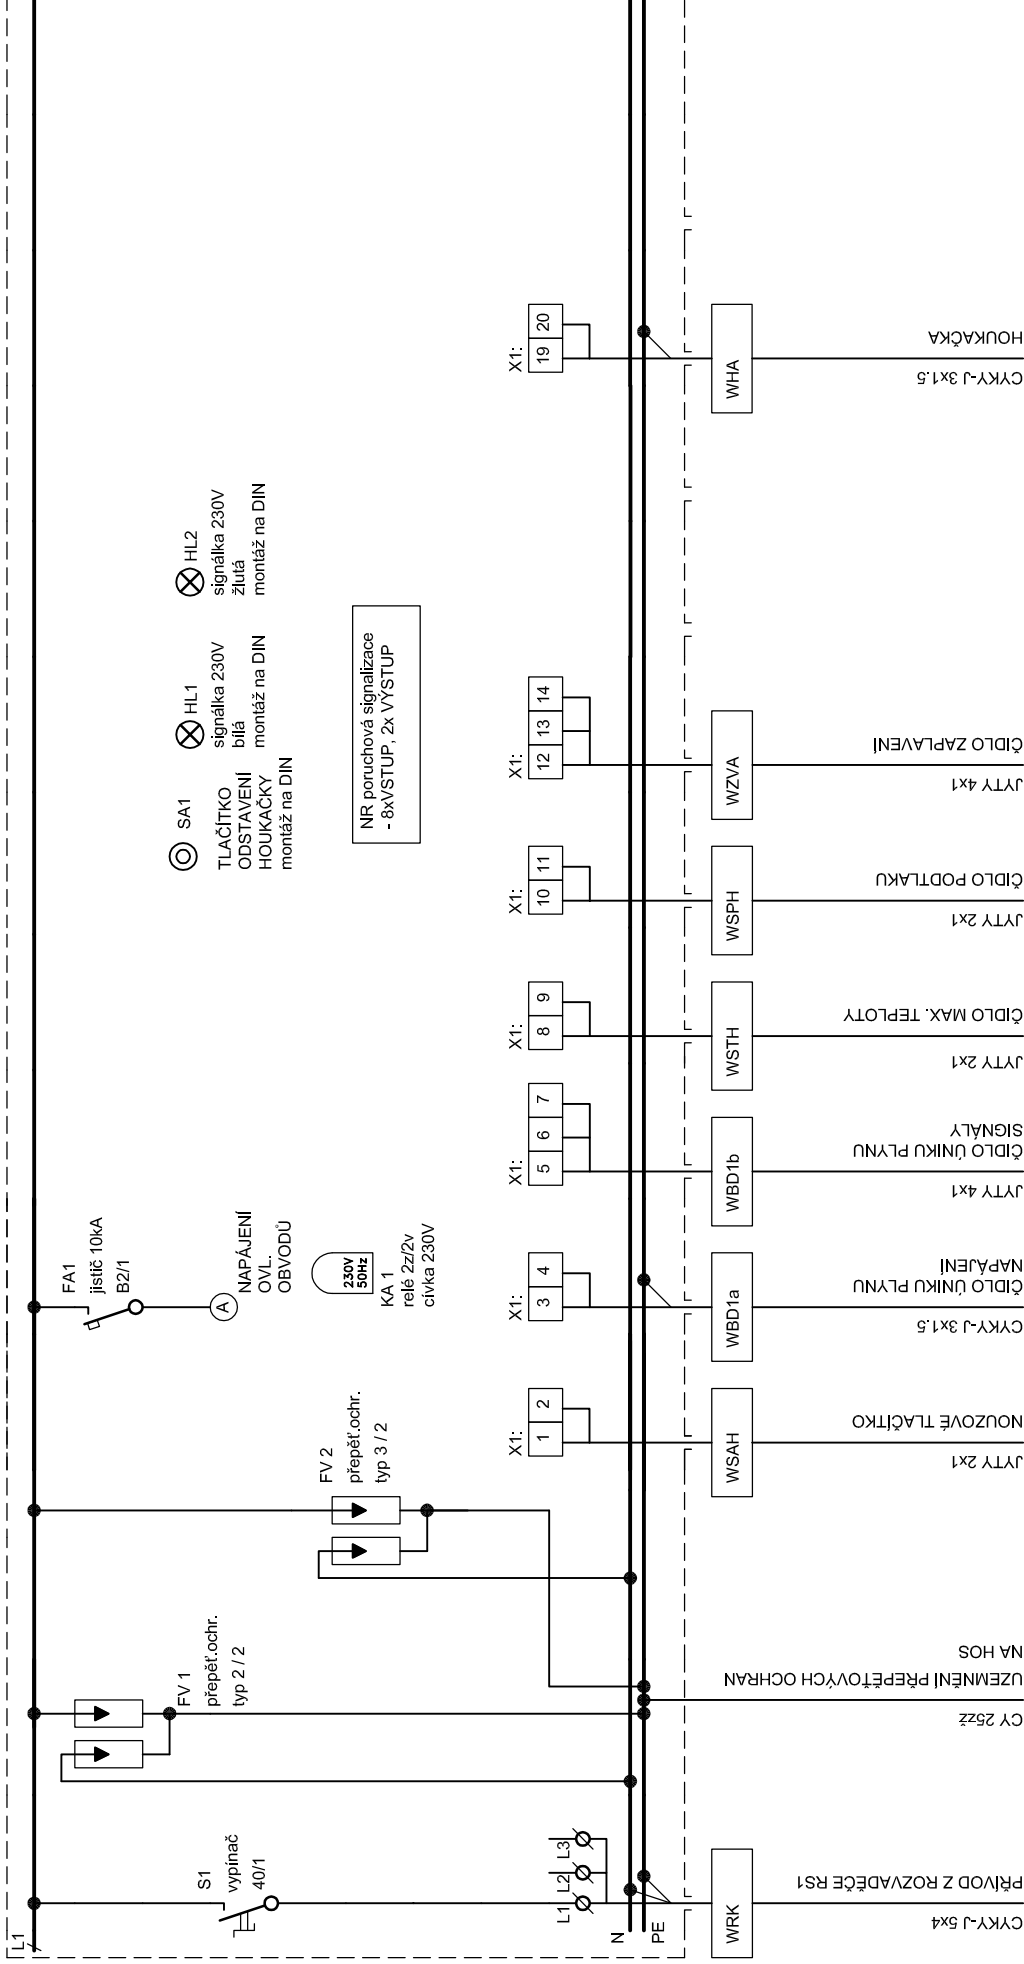 L1
S1
vypínač
40/1
L1
L2
L3
N
PE
WRK
CYKY-J 5x4
PŘÍVOD Z ROZVADĚČE RS1
FV 1
přepěť.ochr.
typ 2 / 2
CY 25zž
UZEMNĚNÍ PŘEPĚŤOVÝCH OCHRAN
NA HOS
FV 2
přepěť.ochr.
typ 3 / 2
X1:
1 2
WSAH
JYTY 2x1
NOUZOVÉ TLAČÍTKO
FA1
jistič 10kA
B2/1
A
NAPÁJENÍ
OVL.
OBVODŮ
230V
50Hz
KA 1
relé 2z/2v
cívka 230V
X1:
3 4
WBD1a
CYKY-J 3x1.5
ČIDLO ÚNIKU PLYNU
NAPÁJENÍ
X1:
5 6 7
WBD1b
JYTY 4x1
ČIDLO ÚNIKU PLYNU
SIGNÁLY
X1:
8 9
WSTH
JYTY 2x1
ČIDLO MAX. TEPLOTY
X1:
10 11
WSPH
JYTY 2x1
ČIDLO PODTLAKU
SA1
TLAČÍTKO
ODSTAVENÍ
HOUKAČKY
montáž na DIN
HL1
signálka 230V
bílá
montáž na DIN
HL2
signálka 230V
žlutá
montáž na DIN
NR poruchová signalizace
- 8xVSTUP, 2x VÝSTUP
X1:
12 13 14
WZVA
JYTY 4x1
ČIDLO ZAPLAVENÍ
X1:
19 20
WHA
CYKY-J 3x1.5
HOUKAČKA